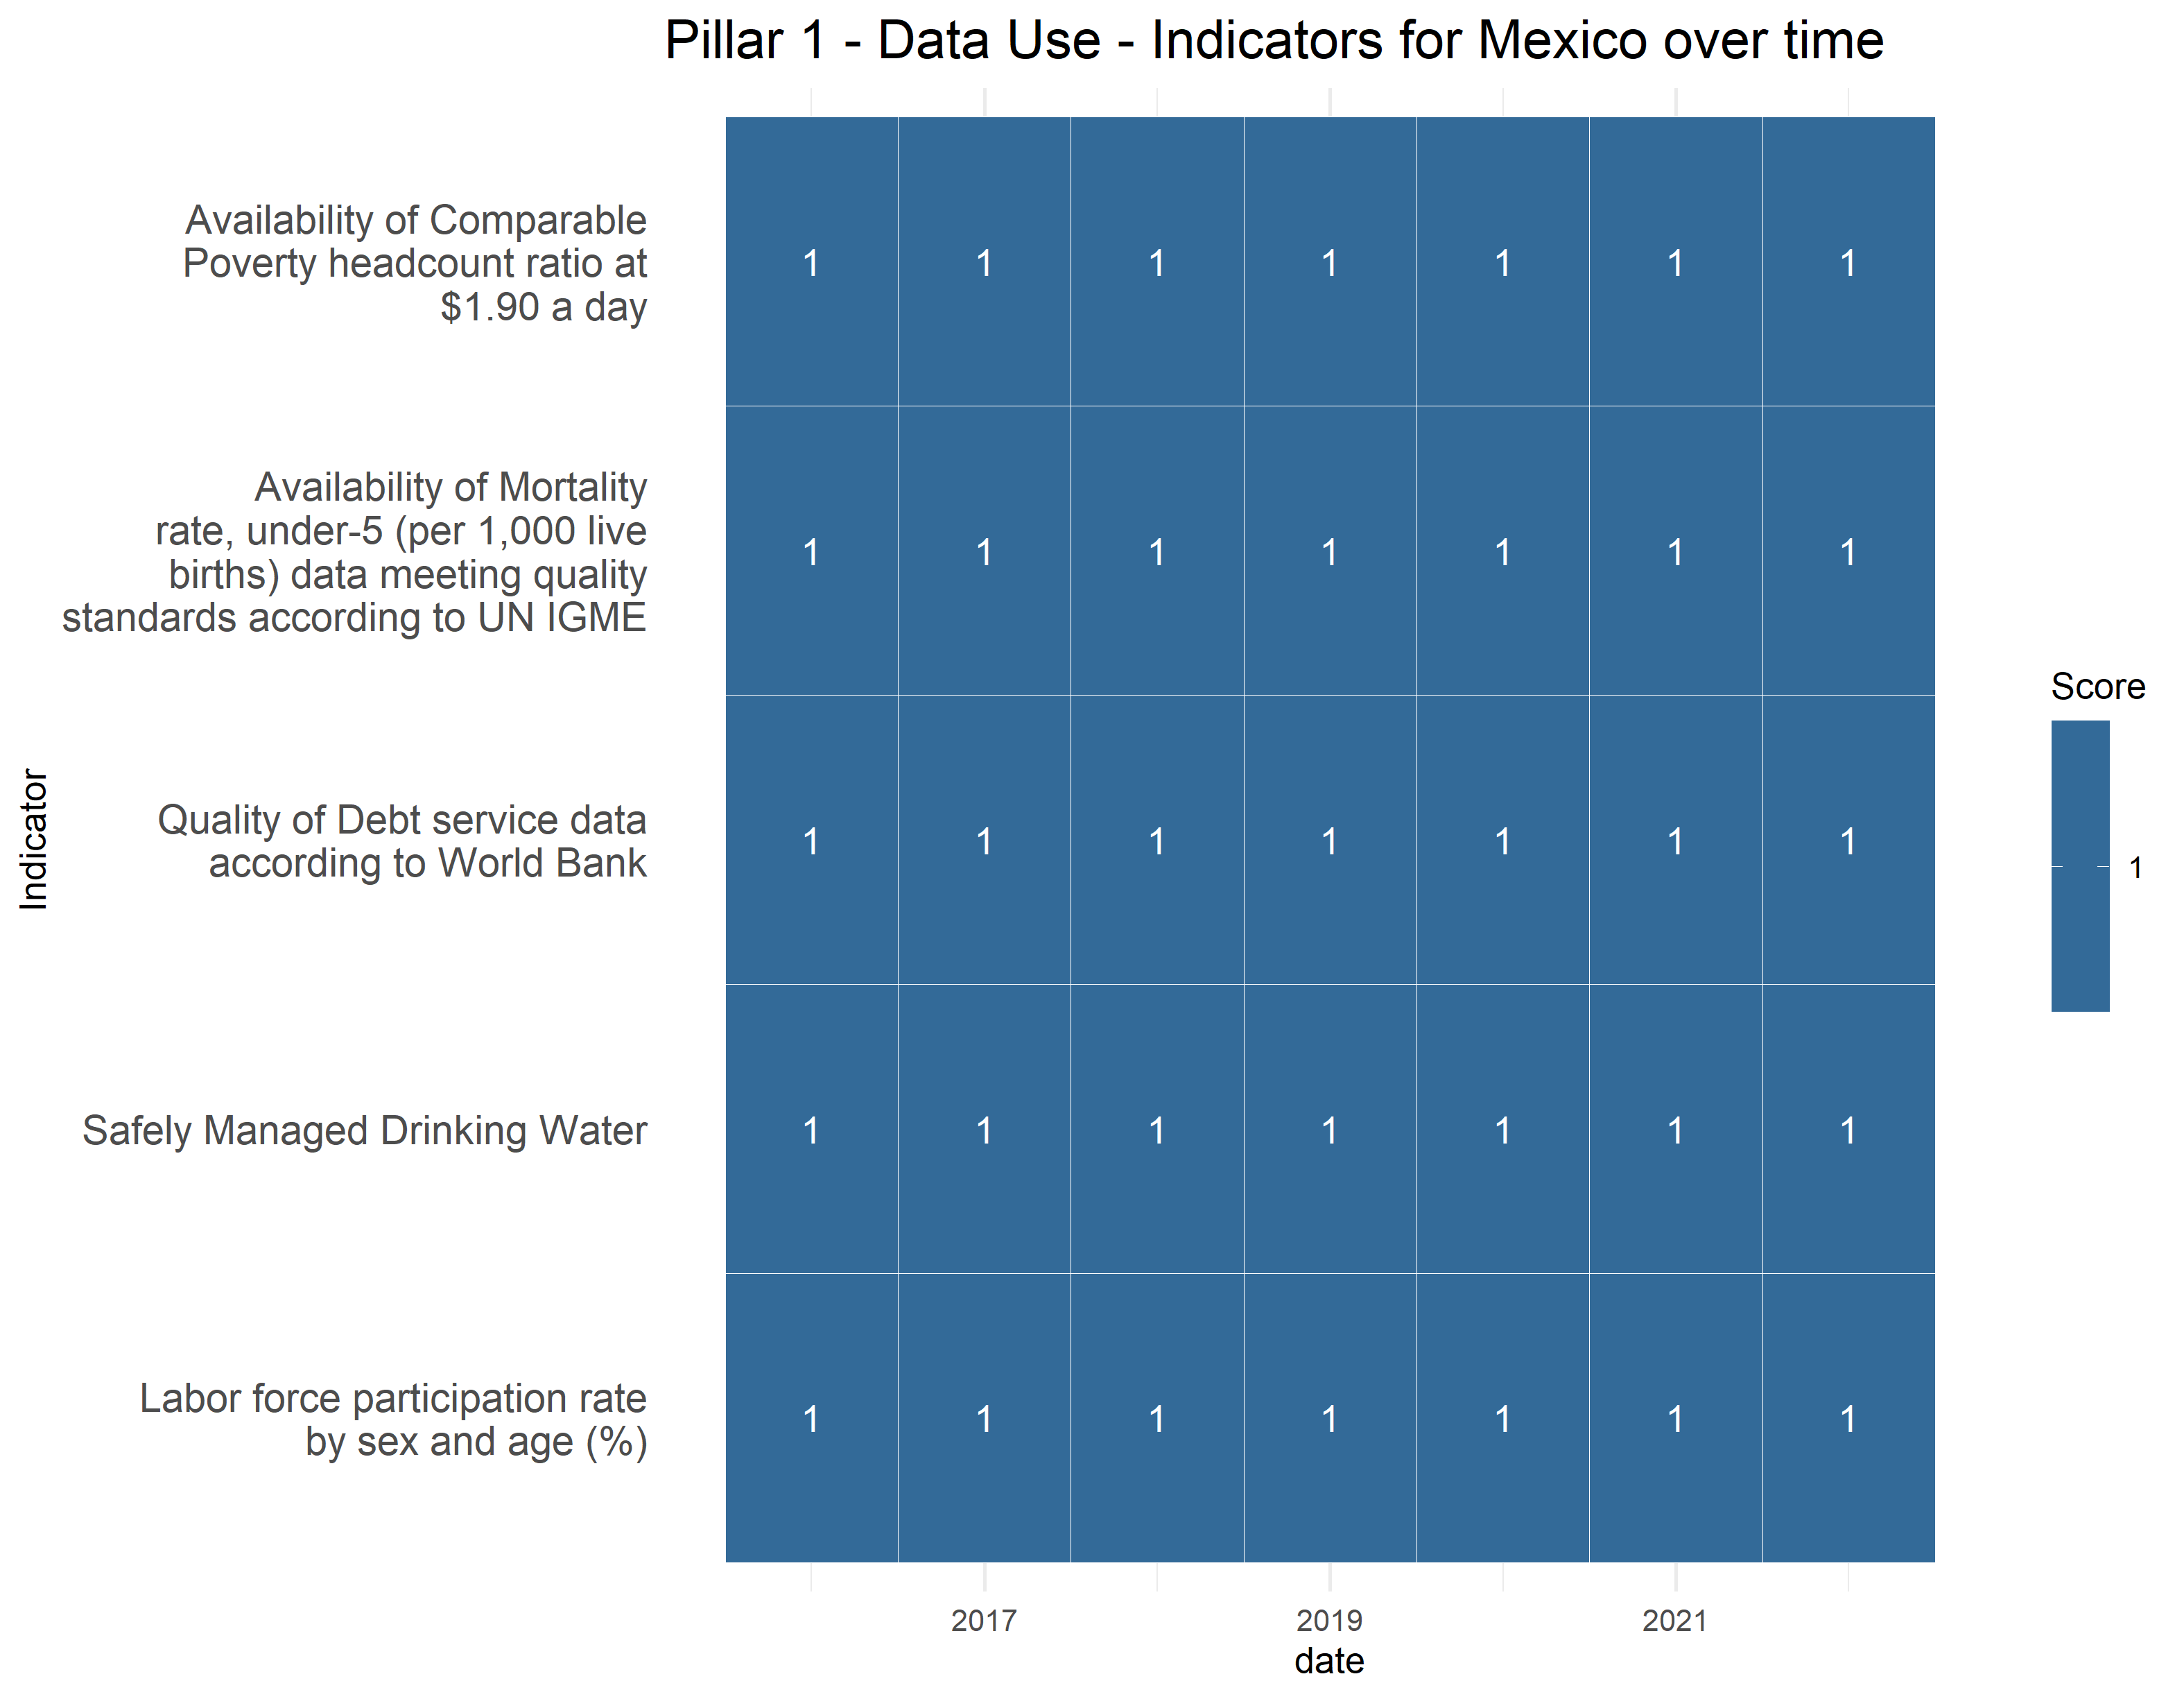 Pillar 1 - Data Use - Indicators for Mexico over time
Indicator
Availability of Comparable
Poverty headcount ratio at
$1.90 a day
1 1 1 1 1 1 1
Availability of Mortality
rate, under-5 (per 1,000 live
births) data meeting quality
standards according to UN IGME
1 1 1 1 1 1 1
Quality of Debt service data
according to World Bank
1 1 1 1 1 1 1
Safely Managed Drinking Water
1 1 1 1 1 1 1
Labor force participation rate
by sex and age (%)
1 1 1 1 1 1 1
2017 2019 2021
date
Score
1